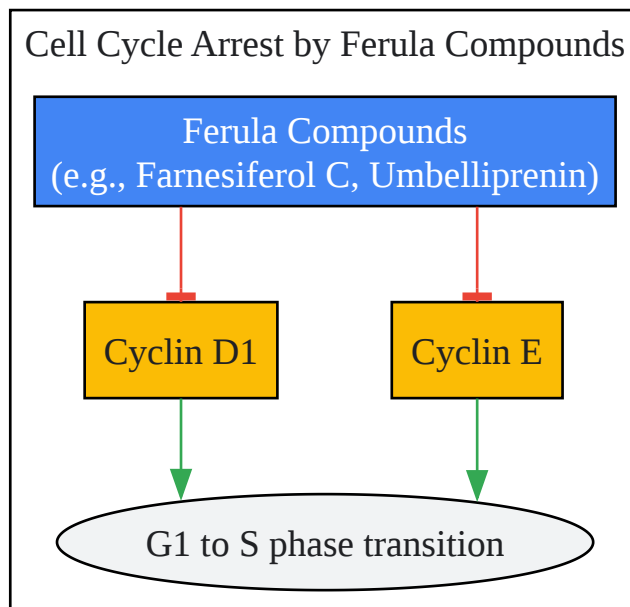 Cell Cycle Arrest by Ferula Compounds
Ferula Compounds
(e.g., Farnesiferol C, Umbelliprenin)
Cyclin D1
Cyclin E
G1 to S phase transition